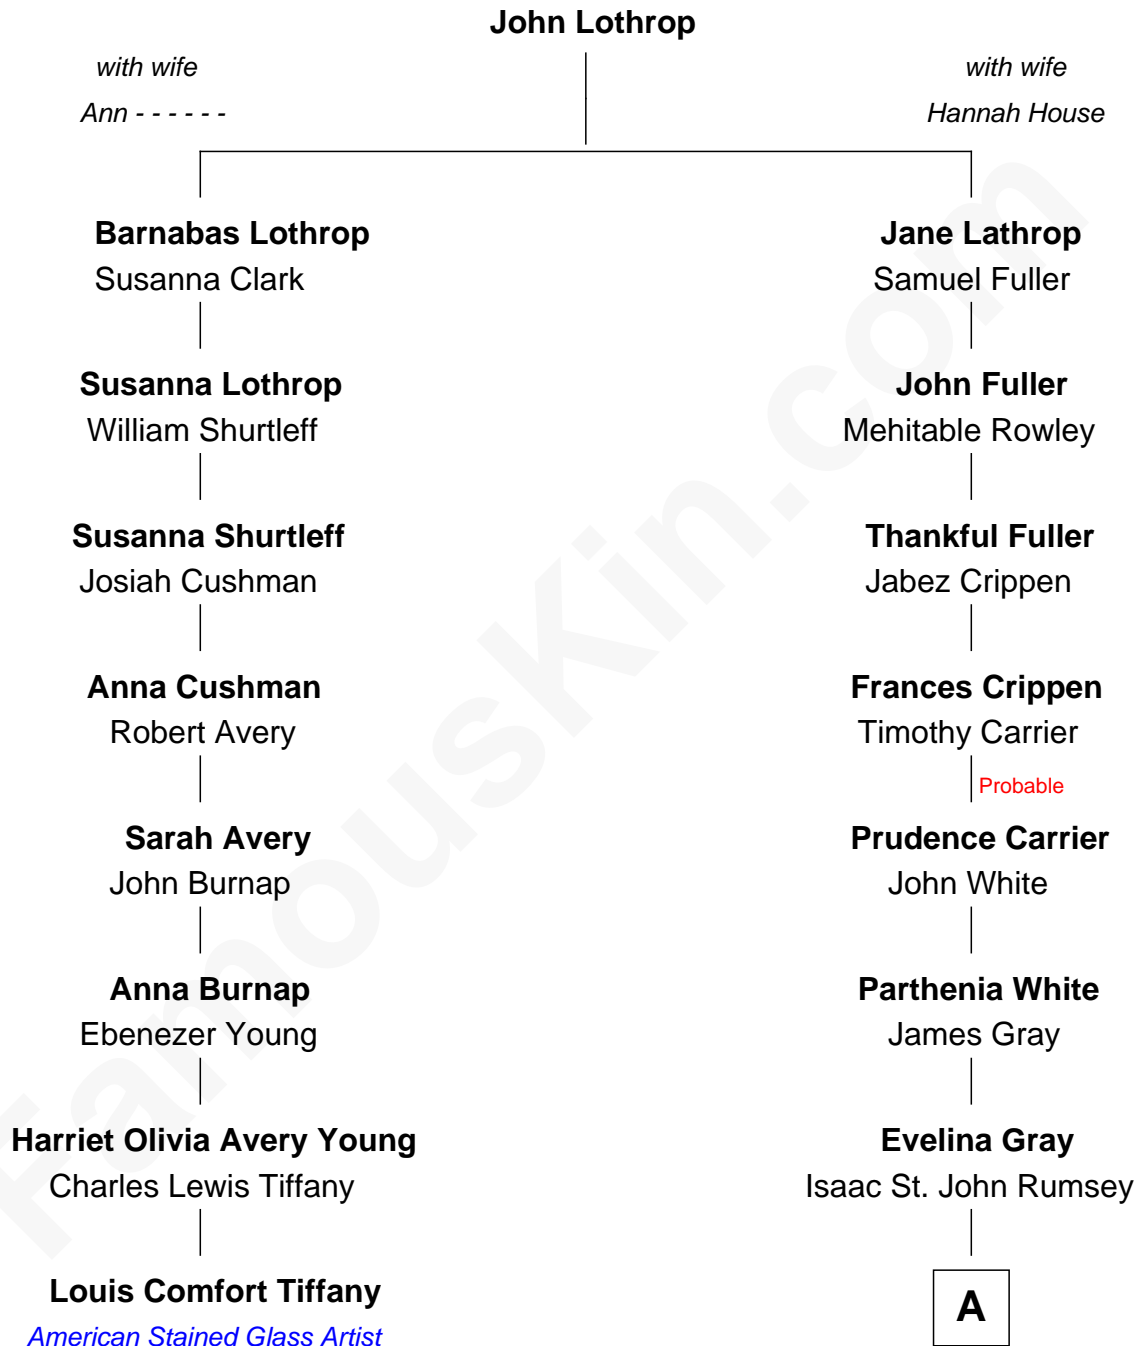 John Lothrop
with wife
Ann - - - - - -
with wife
Hannah House
Barnabas Lothrop
Susanna Clark
Jane Lathrop
Samuel Fuller
Susanna Lothrop
William Shurtleff
John Fuller
Mehitable Rowley
Susanna Shurtleff
Josiah Cushman
Thankful Fuller
Jabez Crippen
Anna Cushman
Robert Avery
Frances Crippen
Timothy Carrier
Probable
Sarah Avery
John Burnap
Prudence Carrier
John White
Anna Burnap
Ebenezer Young
Parthenia White
James Gray
Harriet Olivia Avery Young
Charles Lewis Tiffany
Evelina Gray
Isaac St. John Rumsey
Louis Comfort Tiffany
American Stained Glass Artist
A
FamousKin.com